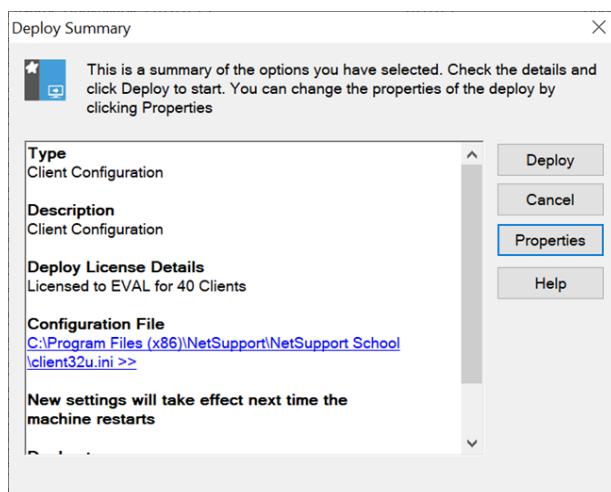 Deploy Summary
This is a summary of the options you have selected. Check the details and
click Deploy to start. You can change the properties of the deploy by
clicking Properties
Type
Client Configuration
Description
Client Configuration
Deploy License Details
Licensed to EVAL for 40 Clients
Configuration File
C:\Program Files (x86)\NetSupport\NetSupport School
\client32u.ini >>
New settings will take effect next time the
machine restarts
Deploy
Cancel
Properties
Help